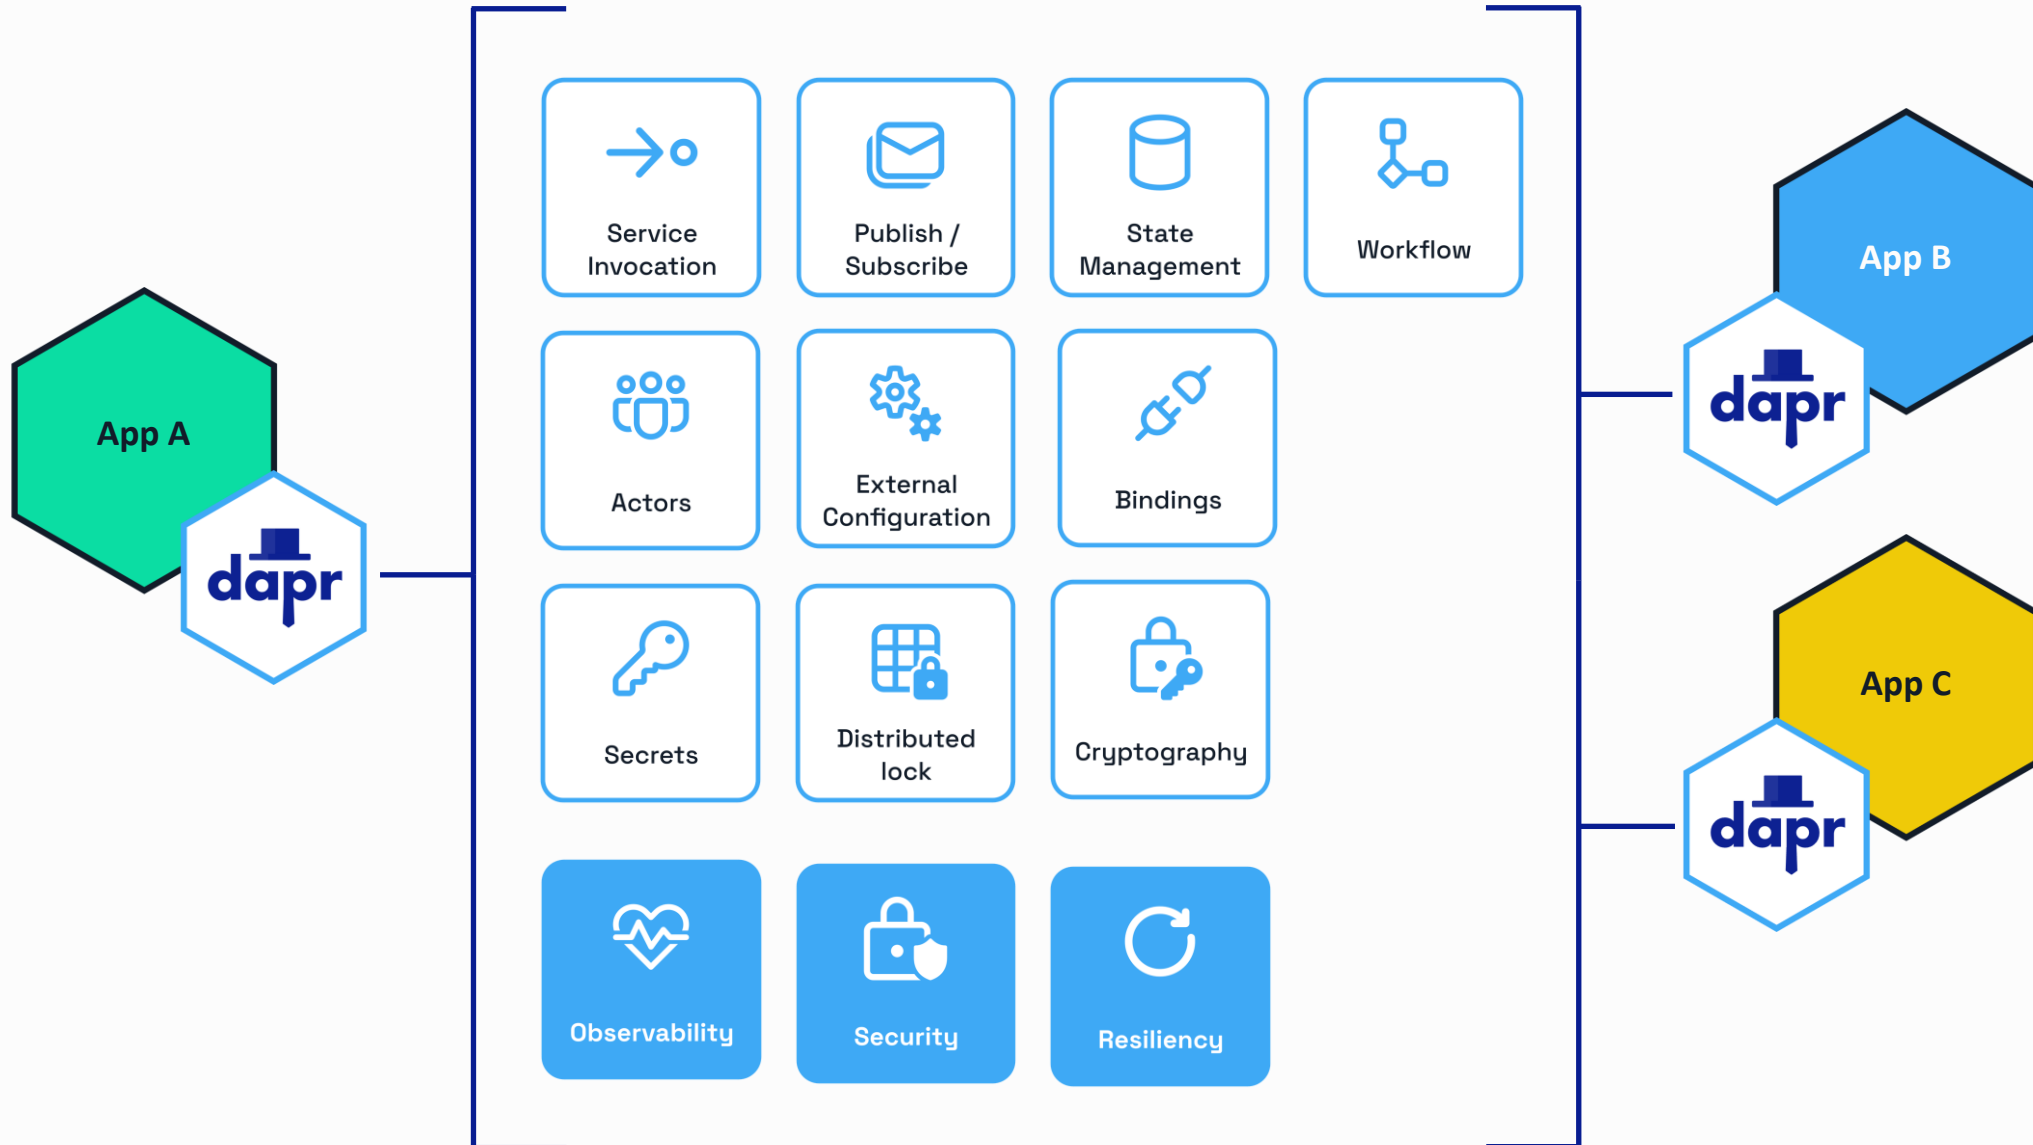 Service
Invocation
Publish /
Subscribe
State
Management
Workflow
App B
dapr
App A
dapr
Actors
External
Configuration
Bindings
Secrets
Distributed
lock
Cryptography
App C
dapr
Observability
Security
Resiliency